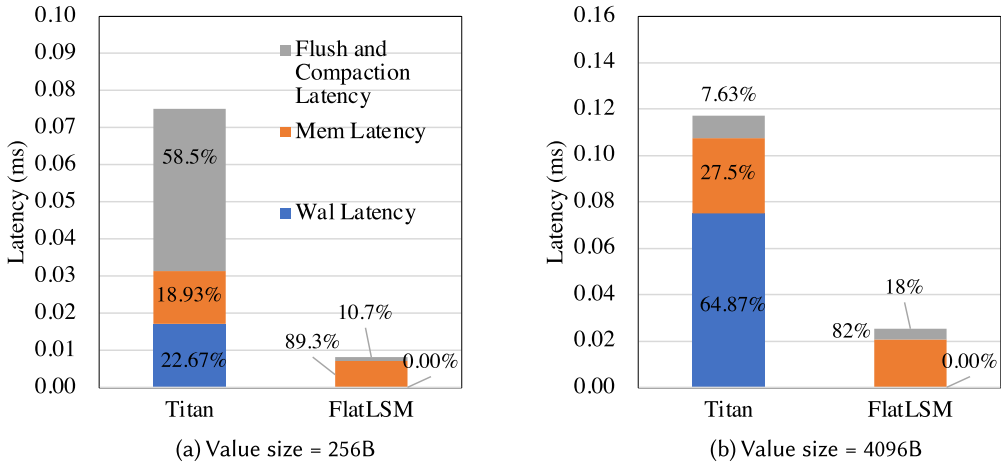 0.10
0.09
0.08
0.07
0.06
0.05
0.04
0.03
0.02
0.01
0.00
Latency (ms)
Flush and
Compaction
Latency
Mem Latency
Wal Latency
58.5%
18.93%
22.67%
10.7%
89.3%
0.00%
Titan
FlatLSM
(a) Value size = 256B
0.16
0.14
0.12
0.10
0.08
0.06
0.04
0.02
0.00
Latency (ms)
7.63%
27.5%
64.87%
18%
82%
0.00%
Titan
FlatLSM
(b) Value size = 4096B